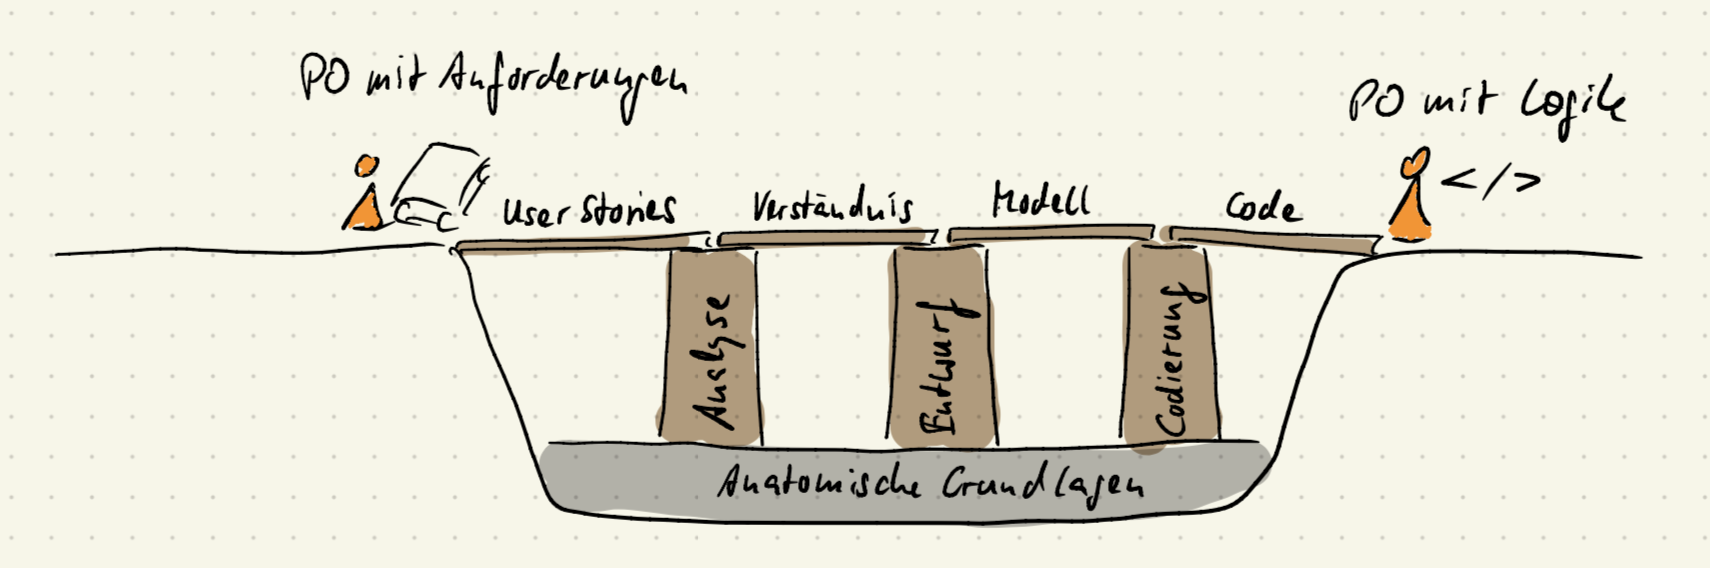 PO mit Anforderungen
PO mit Logik
</>
User Stories
Verständnis
Modell
Code
Analyse
Entwurf
Codierung
Anatomische Grundlagen